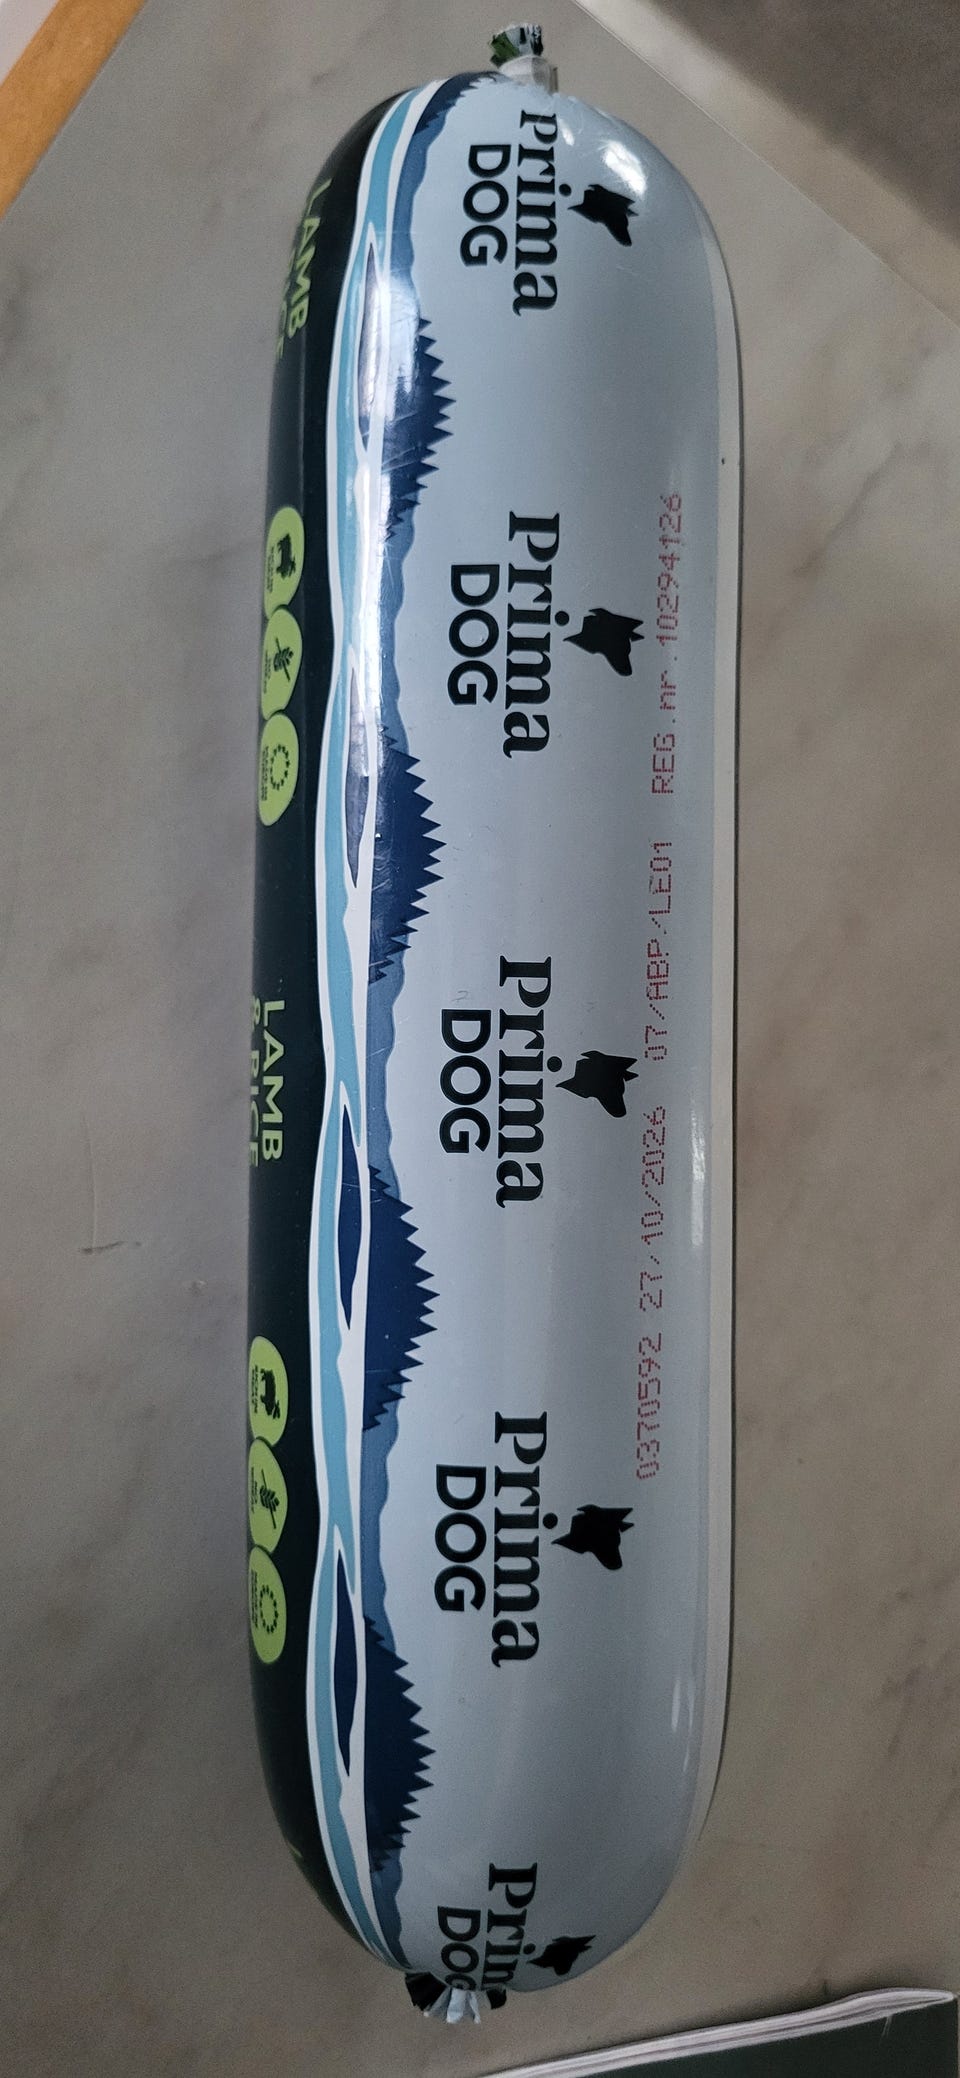 Prima
DOG
Prima
DOG
Prima
DOG
Prima
DOG
Prim
DOG
0370592 27/10/2026 07/ABP/LE01 REG.nr.10294126
LAMB
LAMB
& RICE